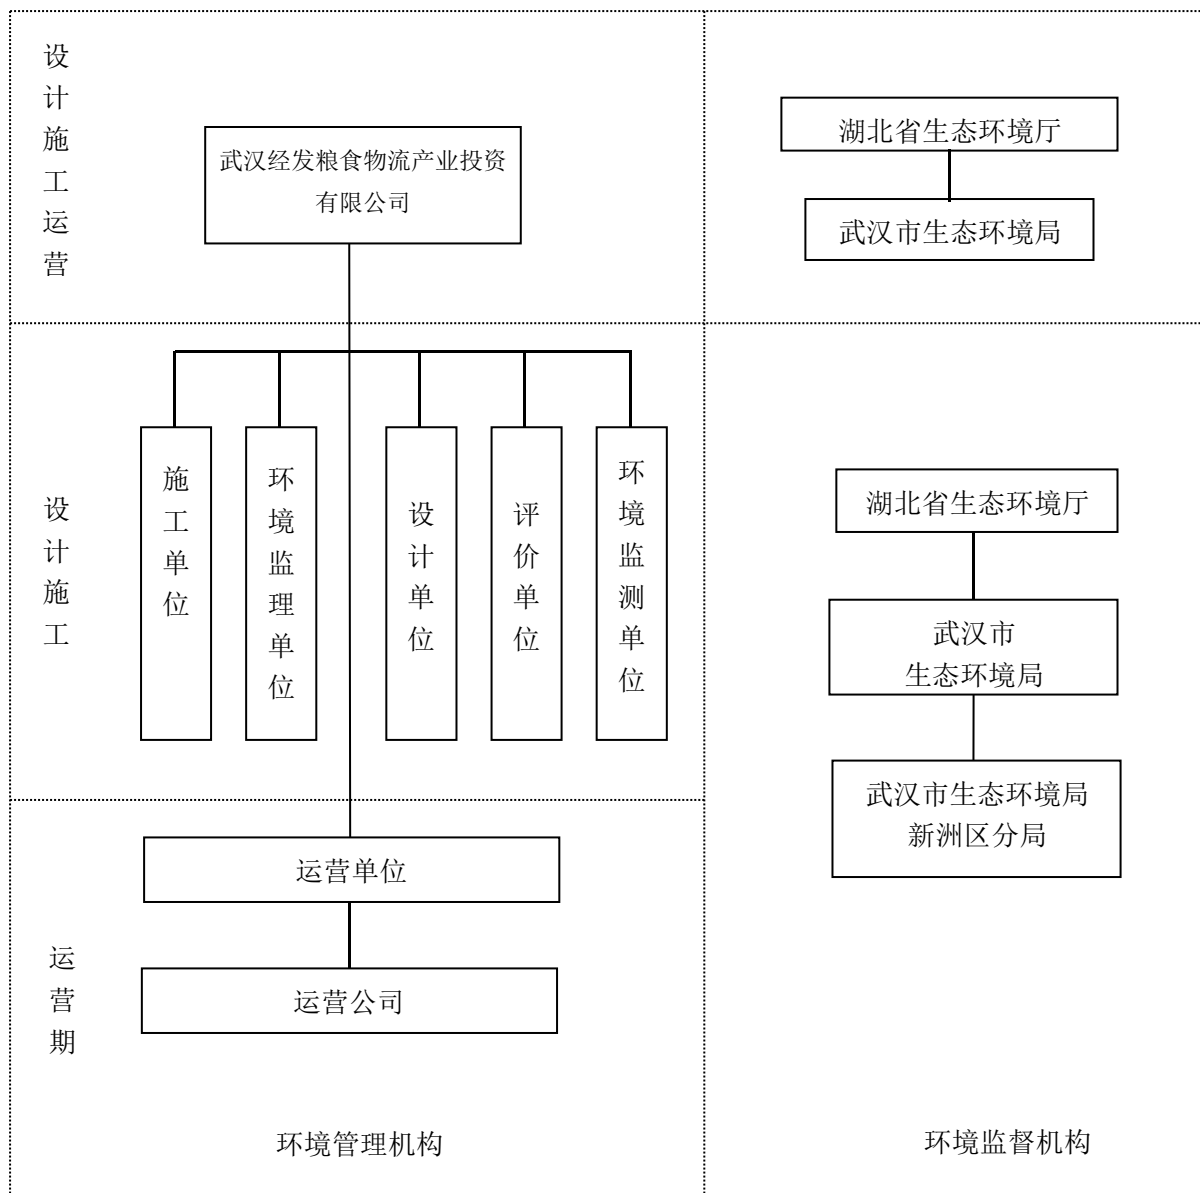 设计施工运营
武汉经发粮食物流产业投资
有限公司
湖北省生态环境厅
武汉市生态环境局
设计施工
施工单位
环境监理单位
设计单位
评价单位
环境监测单位
湖北省生态环境厅
武汉市
生态环境局
武汉市生态环境局
新洲区分局
运营期
运营单位
运营公司
环境管理机构
环境监督机构